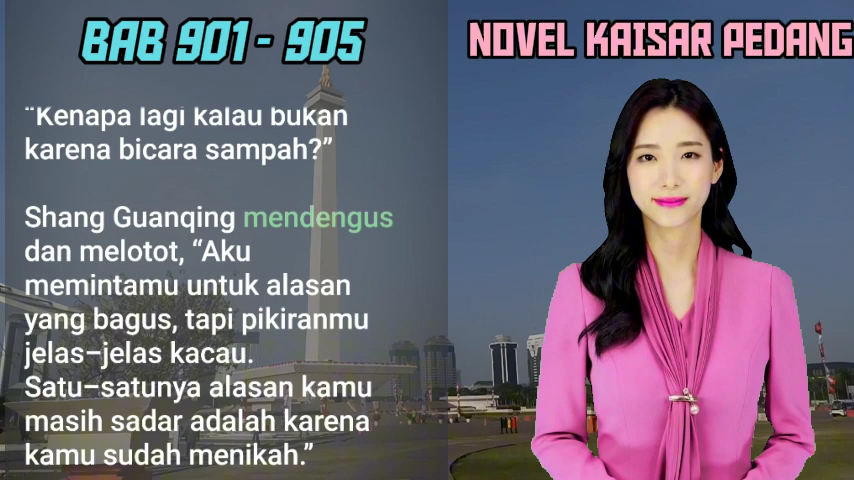 BAB 901 - 905
NOVEL KAISAR PEDANG
“Kenapa lagi kalau bukan
karena bicara sampah?”
Shang Guanqing mendengus
dan melotot, “Aku
memintamu untuk alasan
yang bagus, tapi pikiranmu
jelas–jelas kacau.
Satu–satunya alasan kamu
masih sadar adalah karena
kamu sudah menikah.”